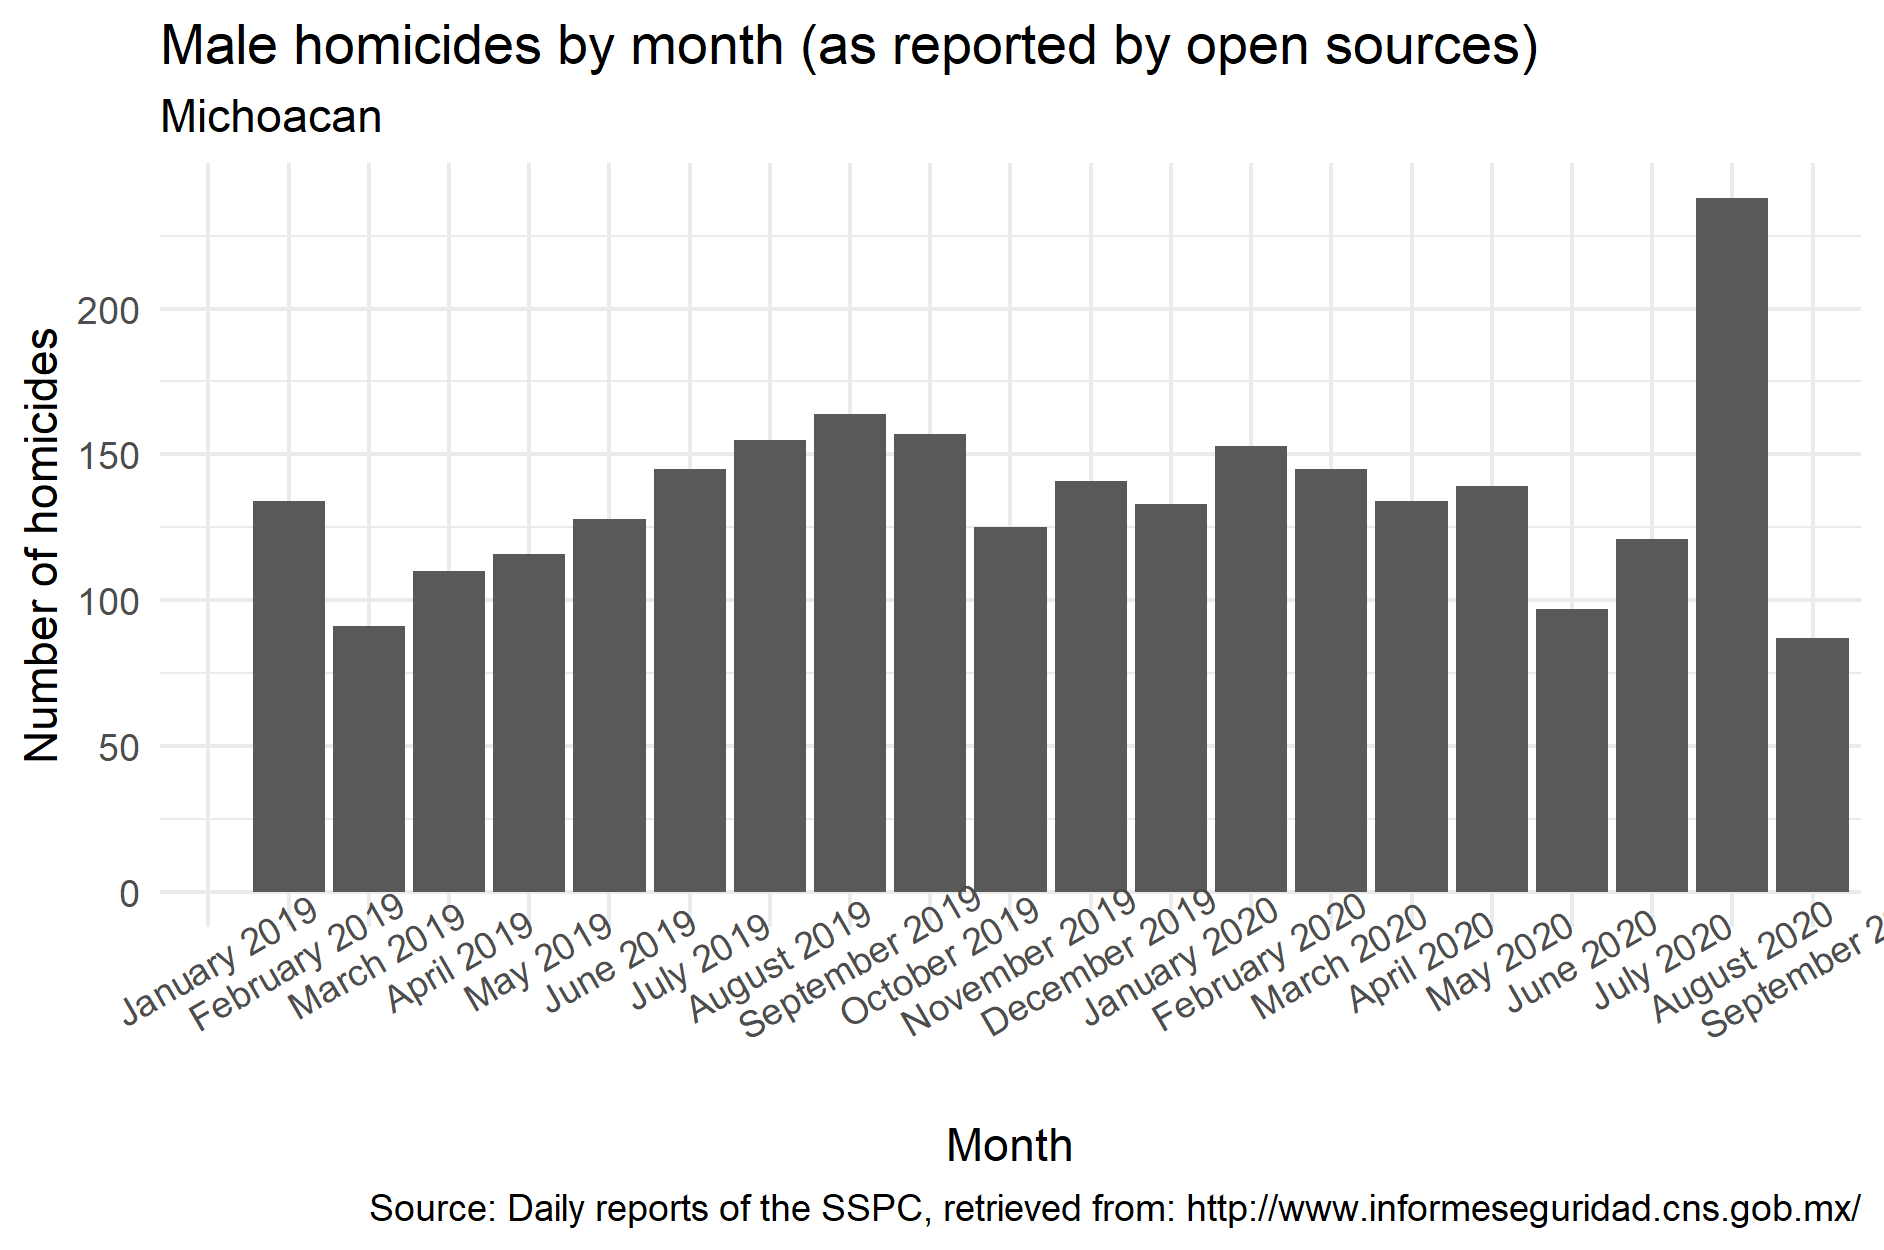 Male homicides by month (as reported by open sources)
Michoacan
Number of homicides
200
150
100
50
0
January 2019
February 2019
March 2019
April 2019
May 2019
June 2019
July 2019
August 2019
September 2019
October 2019
November 2019
December 2019
January 2020
February 2020
March 2020
April 2020
May 2020
June 2020
July 2020
August 2020
September 2
Month
Source: Daily reports of the SSPC, retrieved from: http://www.informeseguridad.cns.gob.mx/